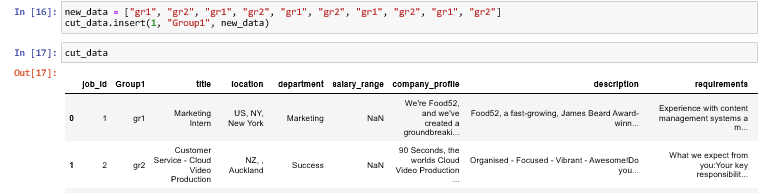 In [16]: new_data = ["gr1", "gr2", "gr1", "gr2", "gr1", "gr2", "gr1", "gr2", "gr1", "gr2"]
cut_data.insert(1, "Group1", new_data)
In [17]: cut_data
Out[17]:
job_id Group1 title location department salary_range company_profile description requirements
0 1 gr1 Marketing Intern US, NY, New York Marketing NaN We're Food52, and we've created a groundbreaki... Food52, a fast-growing, James Beard Award-winn... Experience with content management systems a m...
1 2 gr2 Customer Service - Cloud Video Production NZ, , Auckland Success NaN 90 Seconds, the worlds Cloud Video Production ... Organised - Focused - Vibrant - Awesome!Do you... What we expect from you:Your key responsibilit...